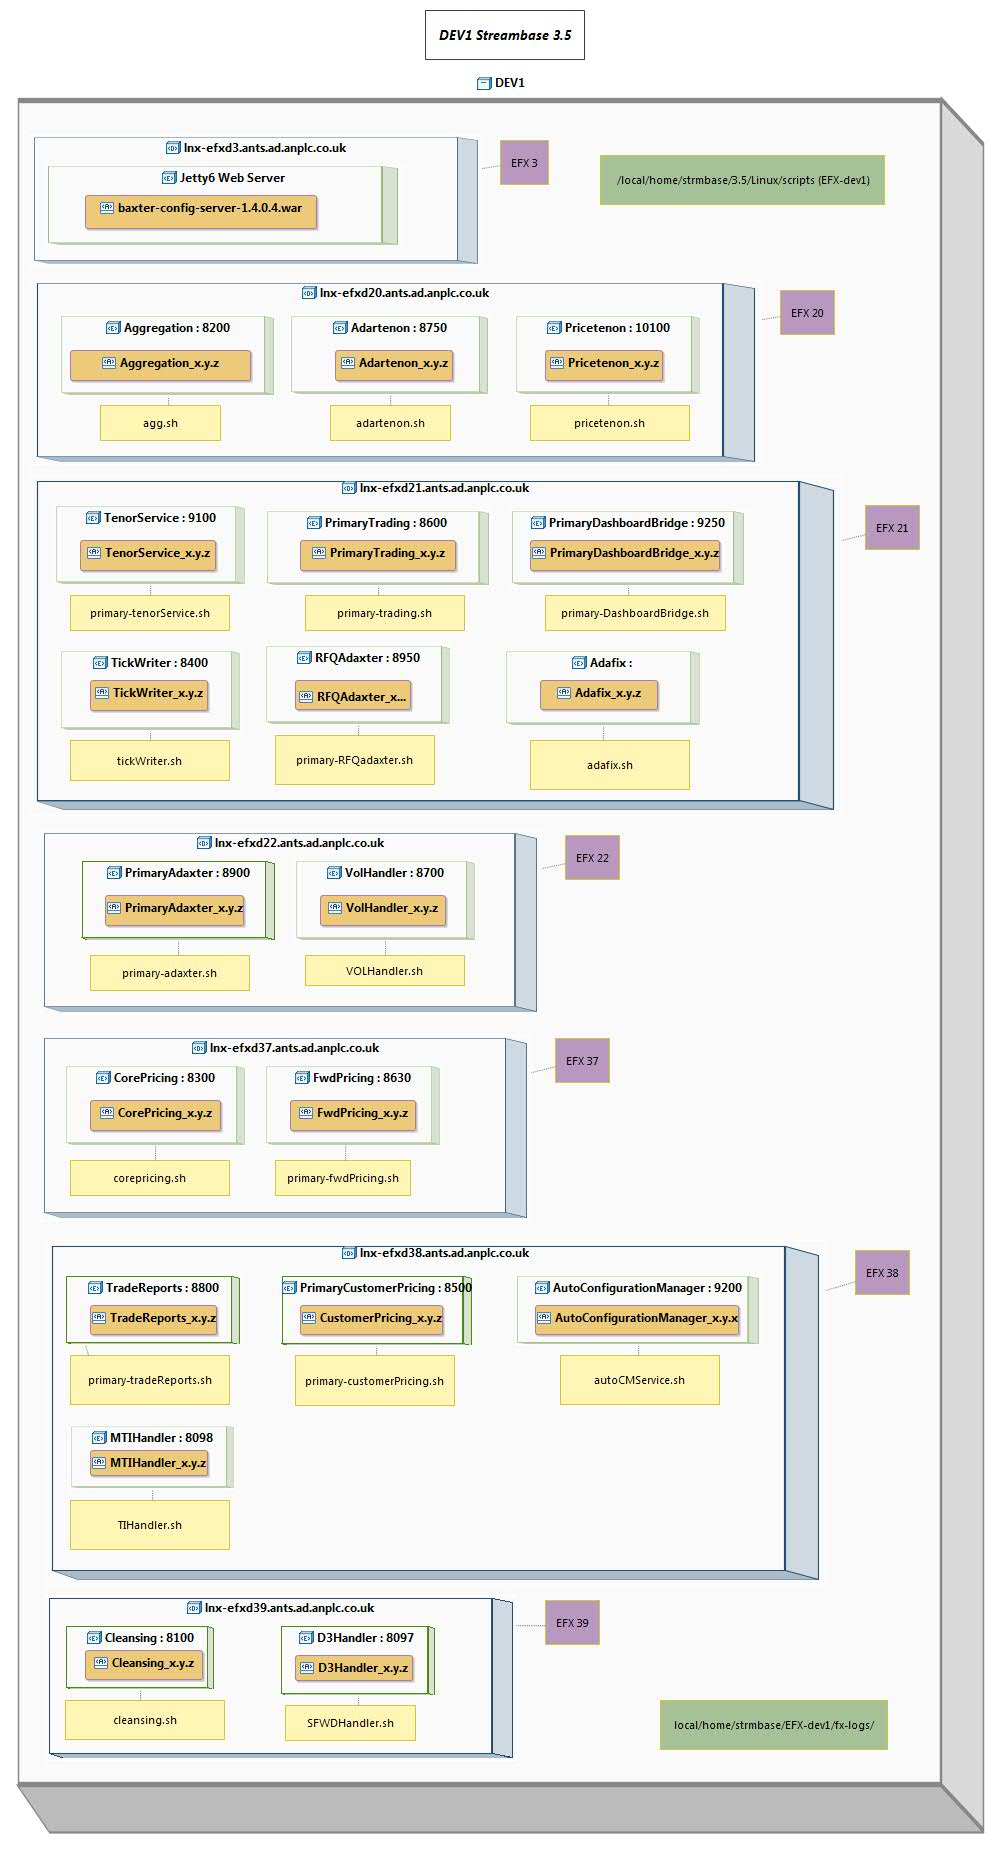 DEV1 Streambase 3.5
DEV1
lnx-efxd3.ants.ad.anplc.co.uk
EFX 3
Jetty6 Web Server
/local/home/strmbase/3.5/Linux/scripts (EFX-dev1)
baxter-config-server-1.4.0.4.war
lnx-efxd20.ants.ad.anplc.co.uk
EFX 20
Aggregation : 8200
Adartenon : 8750
Pricetenon : 10100
Aggregation_x.y.z
Adartenon_x.y.z
Pricetenon_x.y.z
agg.sh
adartenon.sh
pricetenon.sh
lnx-efxd21.ants.ad.anplc.co.uk
EFX 21
TenorService : 9100
PrimaryTrading : 8600
PrimaryDashboardBridge : 9250
TenorService_x.y.z
PrimaryTrading_x.y.z
PrimaryDashboardBridge_x.y.z
primary-tenorService.sh
primary-trading.sh
primary-DashboardBridge.sh
TickWriter : 8400
RFQAdaxter : 8950
Adafix :
TickWriter_x.y.z
RFQAdaxter_x...
Adafix_x.y.z
tickWriter.sh
primary-RFQadaxter.sh
adafix.sh
lnx-efxd22.ants.ad.anplc.co.uk
EFX 22
PrimaryAdaxter : 8900
VolHandler : 8700
PrimaryAdaxter_x.y.z
VolHandler_x.y.z
primary-adaxter.sh
VOLHandler.sh
lnx-efxd37.ants.ad.anplc.co.uk
EFX 37
CorePricing : 8300
FwdPricing : 8630
CorePricing_x.y.z
FwdPricing_x.y.z
corepricing.sh
primary-fwdPricing.sh
lnx-efxd38.ants.ad.anplc.co.uk
EFX 38
TradeReports : 8800
PrimaryCustomerPricing : 8500
AutoConfigurationManager : 9200
TradeReports_x.y.z
CustomerPricing_x.y.z
AutoConfigurationManager_x.y.x
primary-tradeReports.sh
primary-customerPricing.sh
autoCMService.sh
MTIHandler : 8098
MTIHandler_x.y.z
TIHandler.sh
lnx-efxd39.ants.ad.anplc.co.uk
EFX 39
Cleansing : 8100
D3Handler : 8097
Cleansing_x.y.z
D3Handler_x.y.z
cleansing.sh
SFWDHandler.sh
local/home/strmbase/EFX-dev1/fx-logs/